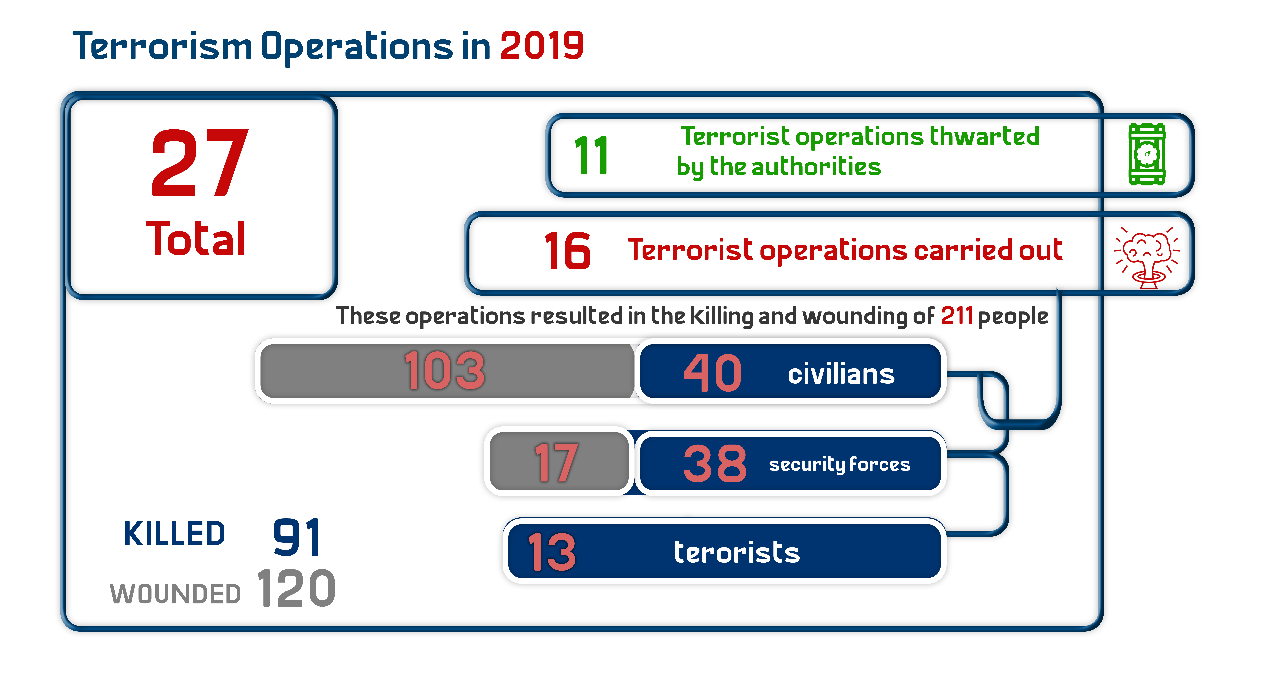 Terrorism Operations in 2019
27
Total
11 Terrorist operations thwarted
by the authorities
16 Terrorist operations carried out
These operations resulted in the killing and wounding of 211 people
103 40 civilians
17 38 security forces
13 terorists
KILLED 91
WOUNDED 120